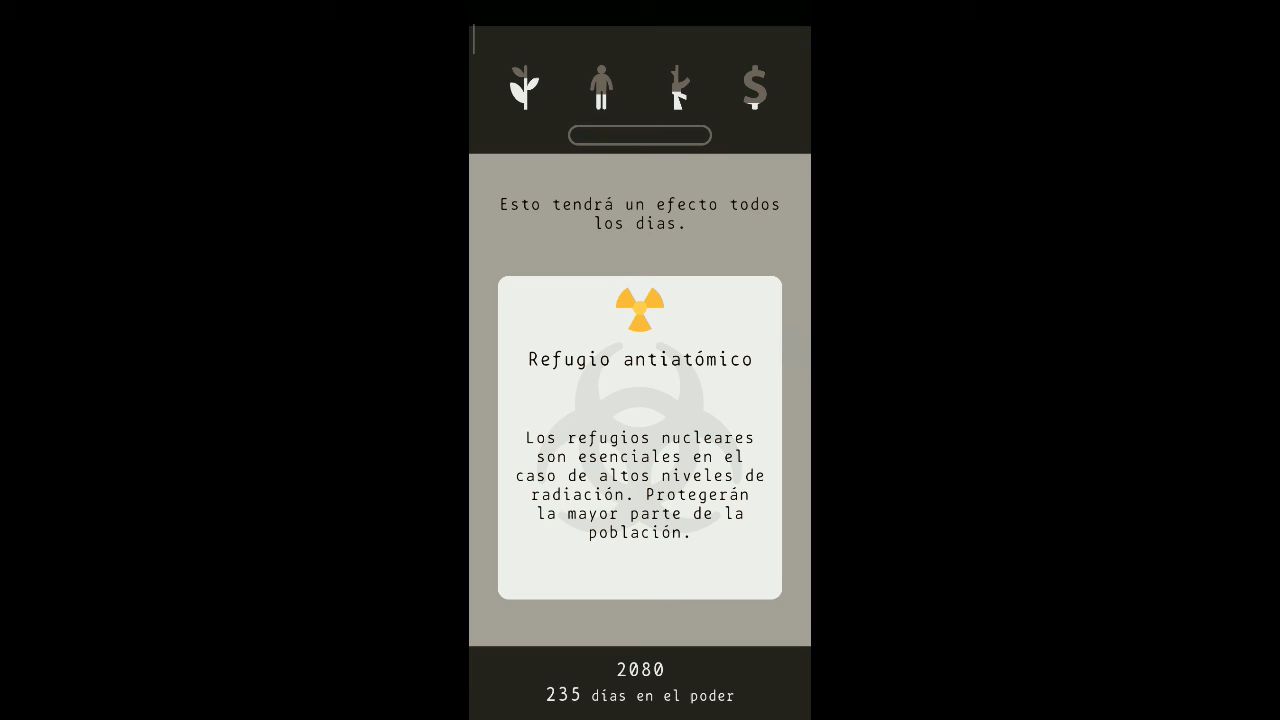 Esto tendrá un efecto todos
los dias.
Refugio antiatómico
Los refugios nucleares
son esenciales en el
caso de altos niveles de
radiación. Protegerán
la mayor parte de la
población.
2080
235 días en el poder